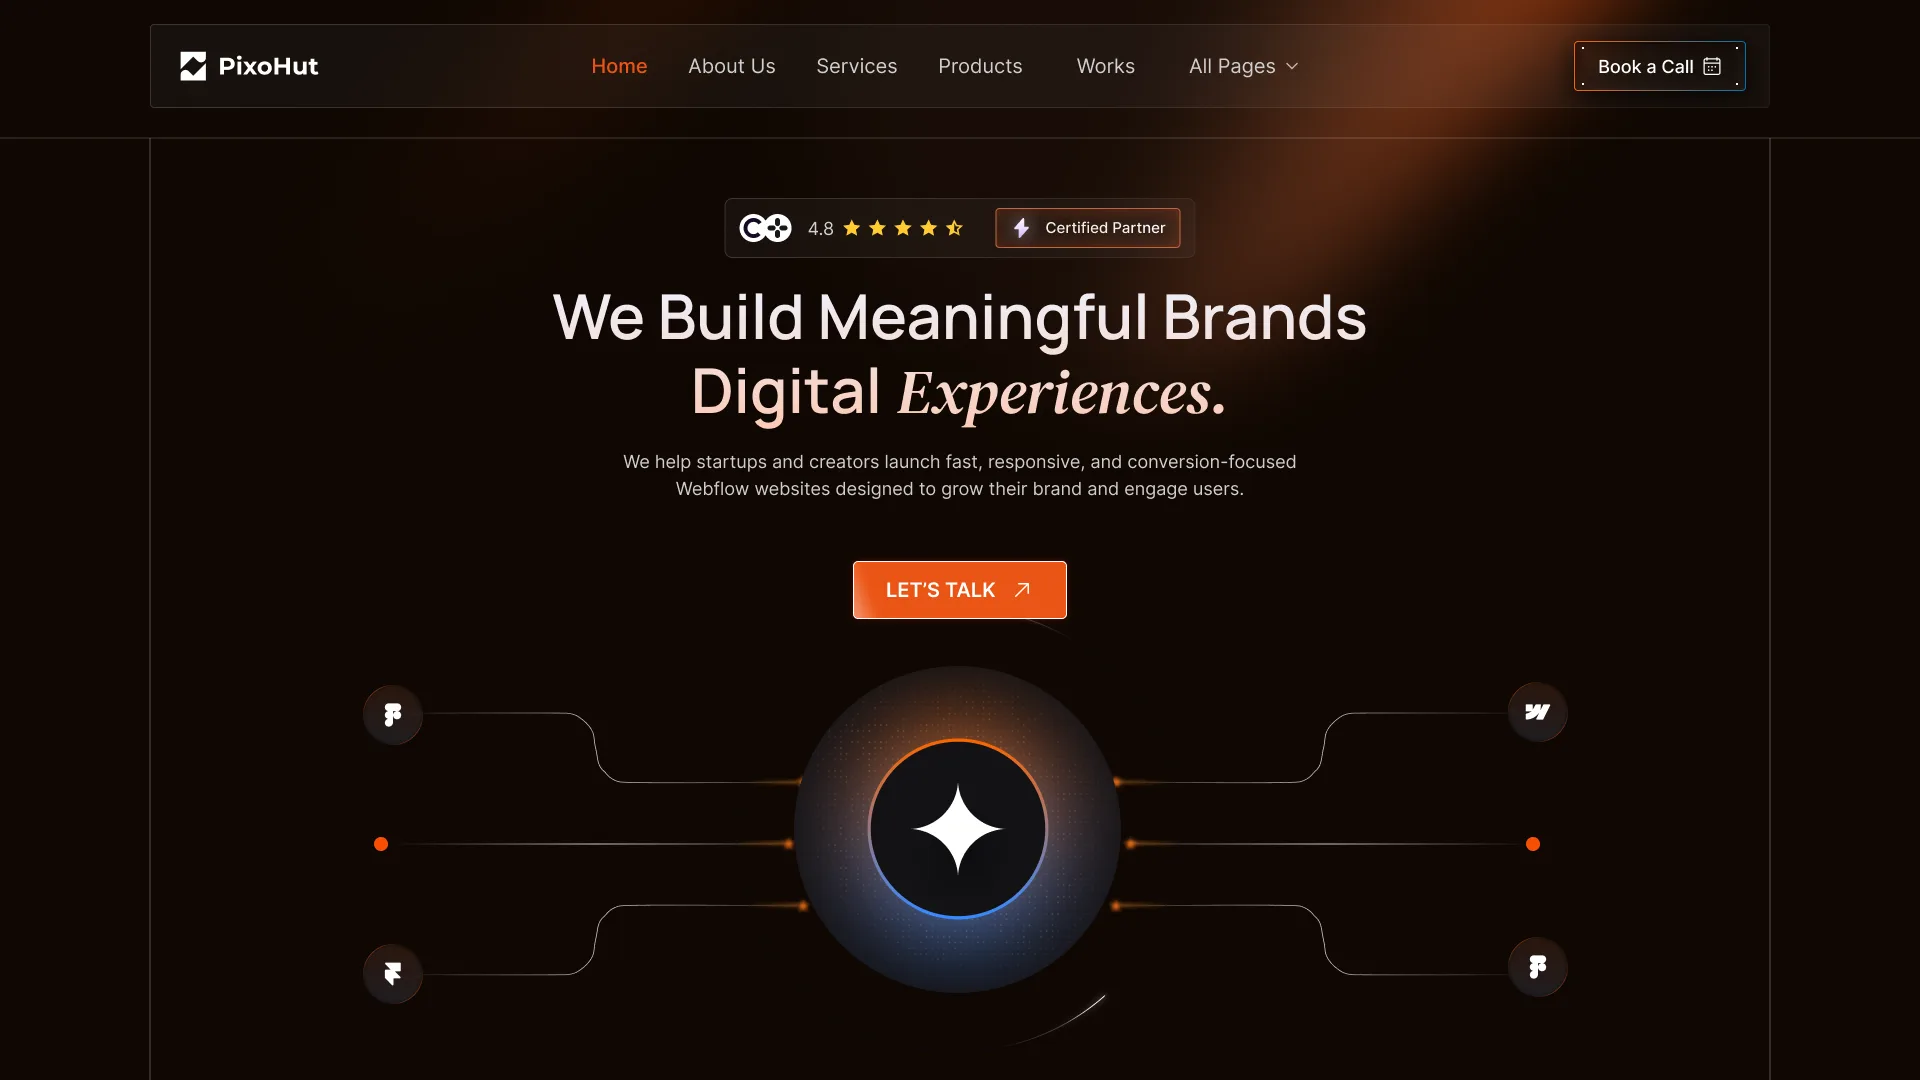 PixoHut
Home
About Us
Services
Products
Works
All Pages
Book a Call
4.8
Certified Partner
We Build Meaningful Brands
Digital Experiences.
We help startups and creators launch fast, responsive, and conversion-focused
Webflow websites designed to grow their brand and engage users.
LET'S TALK